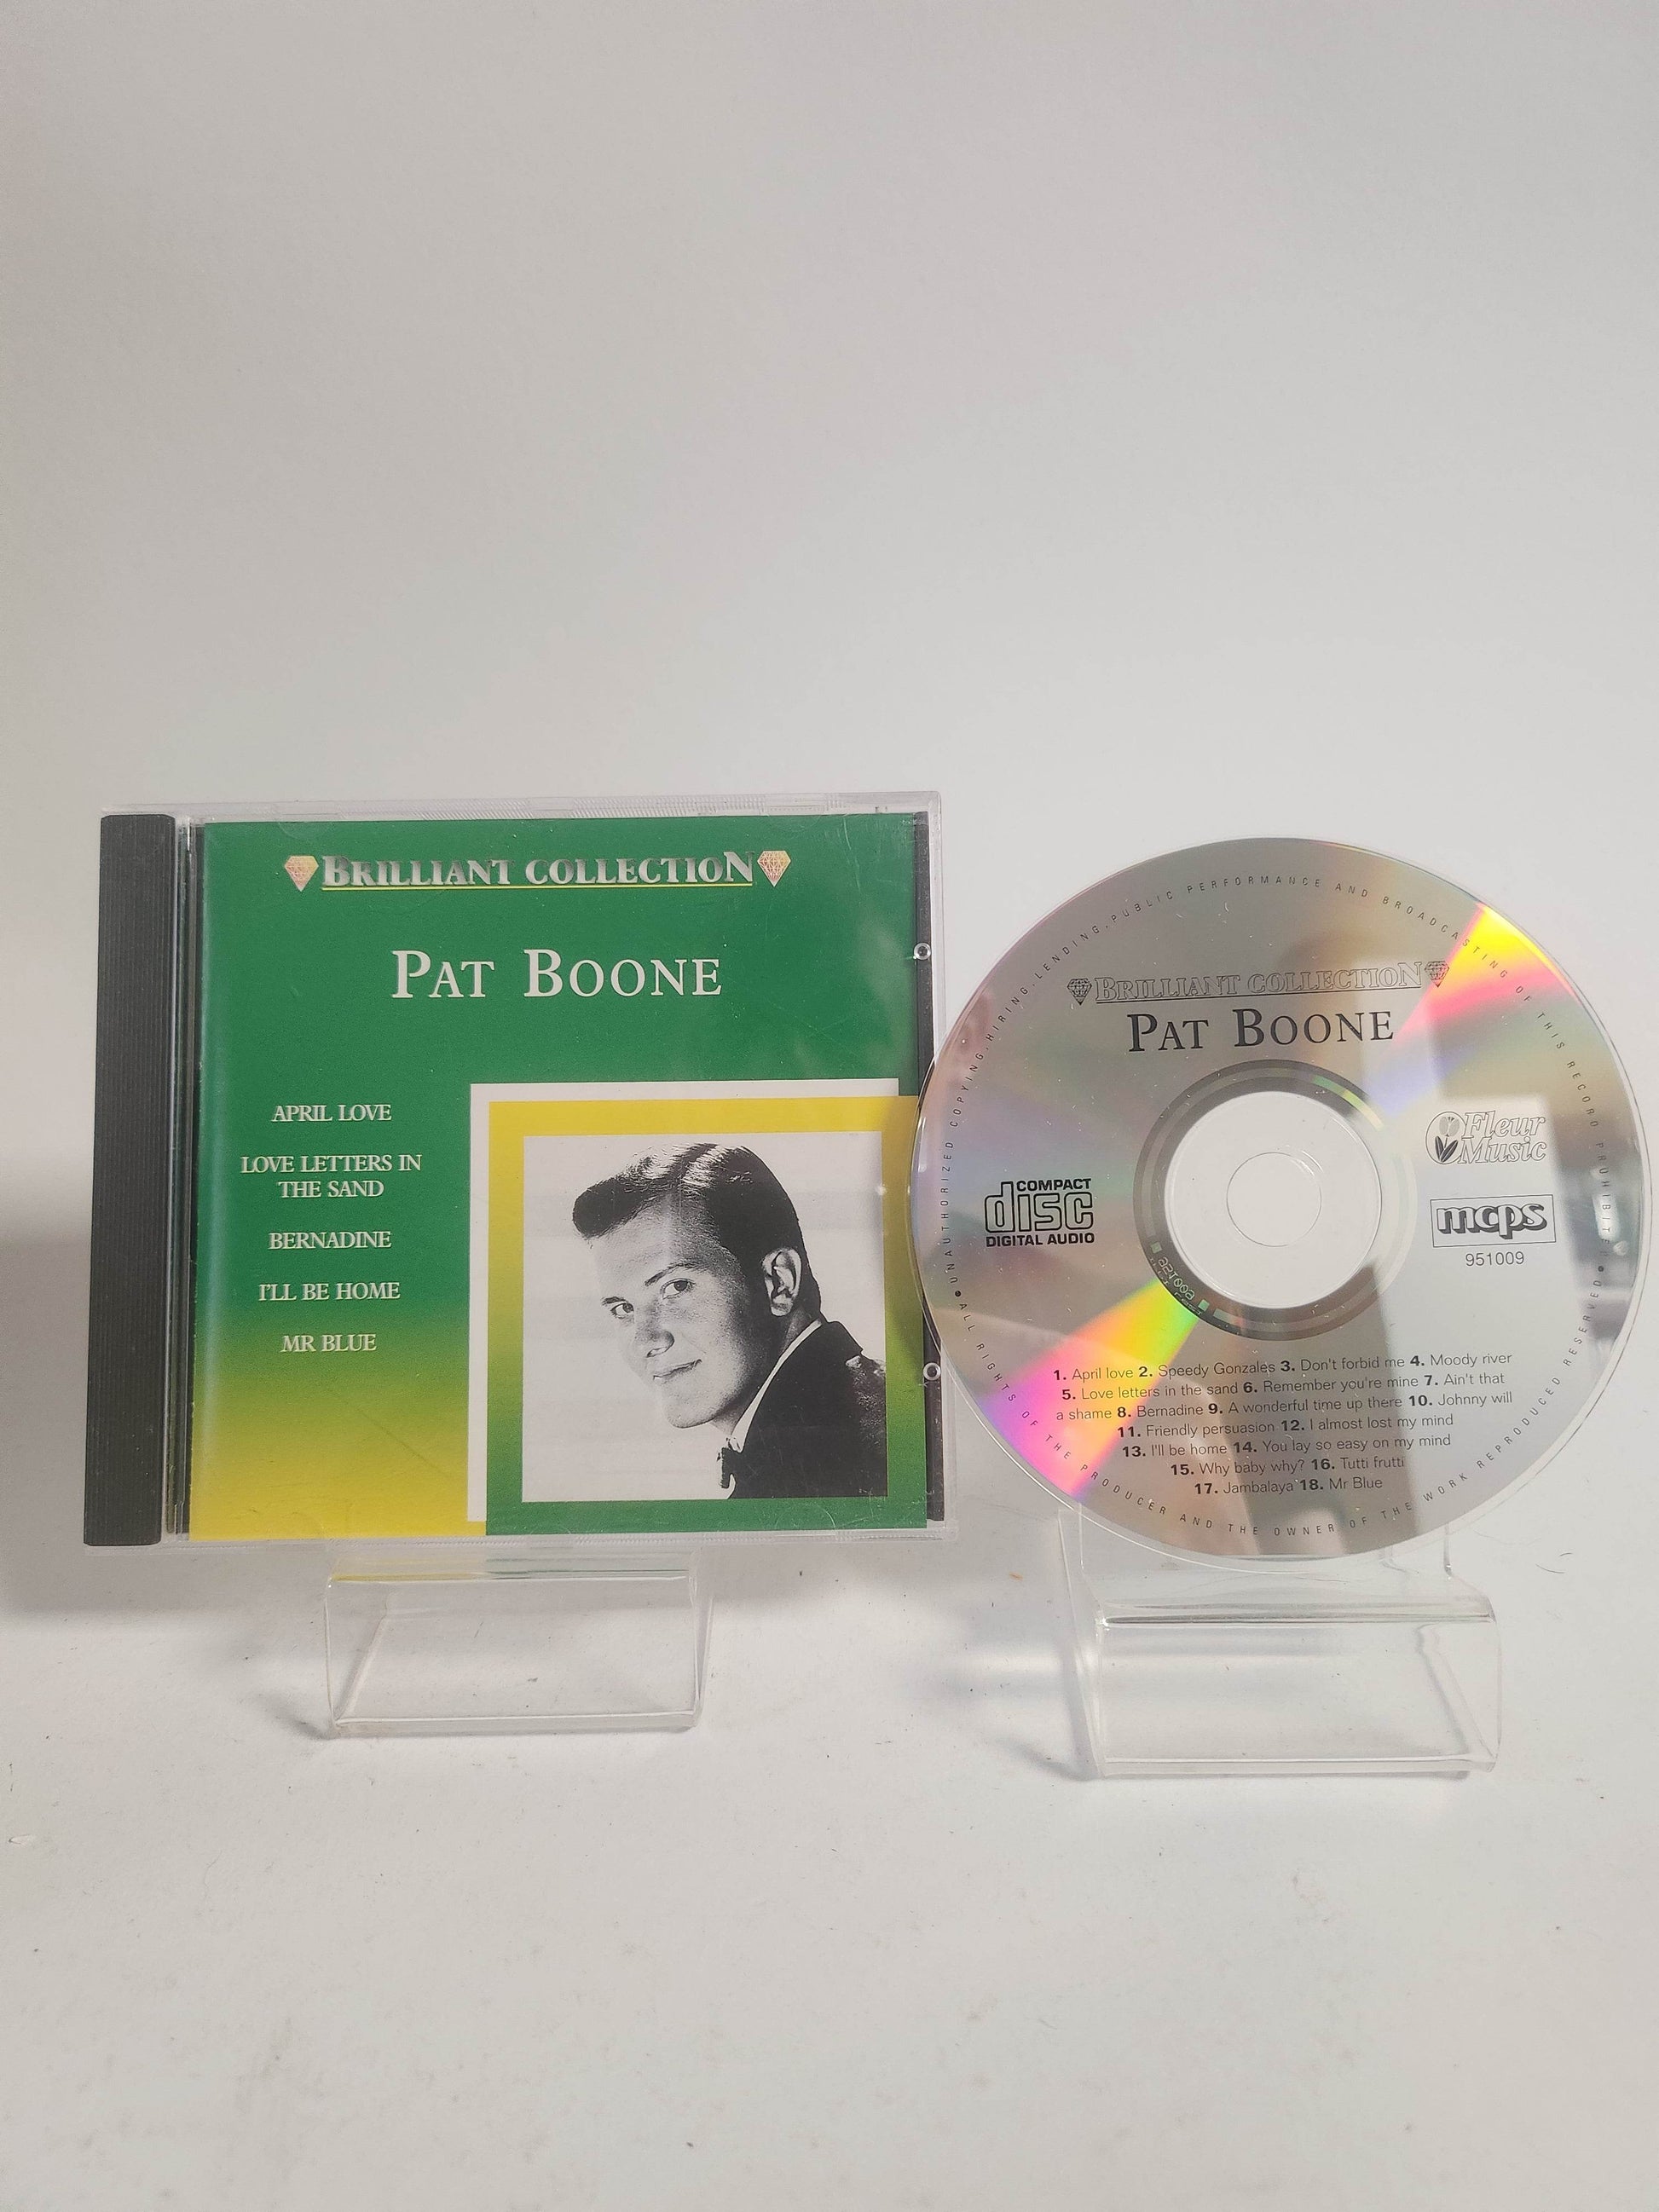 BRILLIANT COLLECTION
PAT BOONE
APRIL LOVE
LOVE LETTERS IN
THE SAND
BERNADINE
I'LL BE HOME
MR BLUE
BRILLIANT COLLECTION
PAT BOONE
Fleur
Music
COMPACT
disc
DIGITAL AUDIO
mcps
951009
1. April love 2. Speedy Gonzales 3. Don't forbid me 4. Moody river
5. Love letters in the sand 6. Remember you're mine 7. Ain't that
a shame 8. Bernadine 9. A wonderful time up there 10. Johnny will
11. Friendly persuasion 12. I almost lost my mind
13. I'll be home 14. You lay so easy on my mind
15. Why baby why? 16. Tutti frutti
17. Jambalaya 18. Mr Blue
• UNAUTHORIZED COPYING, HIRING, LENDING, PUBLIC PERFORMANCE AND BROADCASTING OF THIS RECORD PROHIBITED •
ALL RIGHTS OF THE PRODUCER AND THE OWNER OF THE WORK REPRODUCED RESERVED